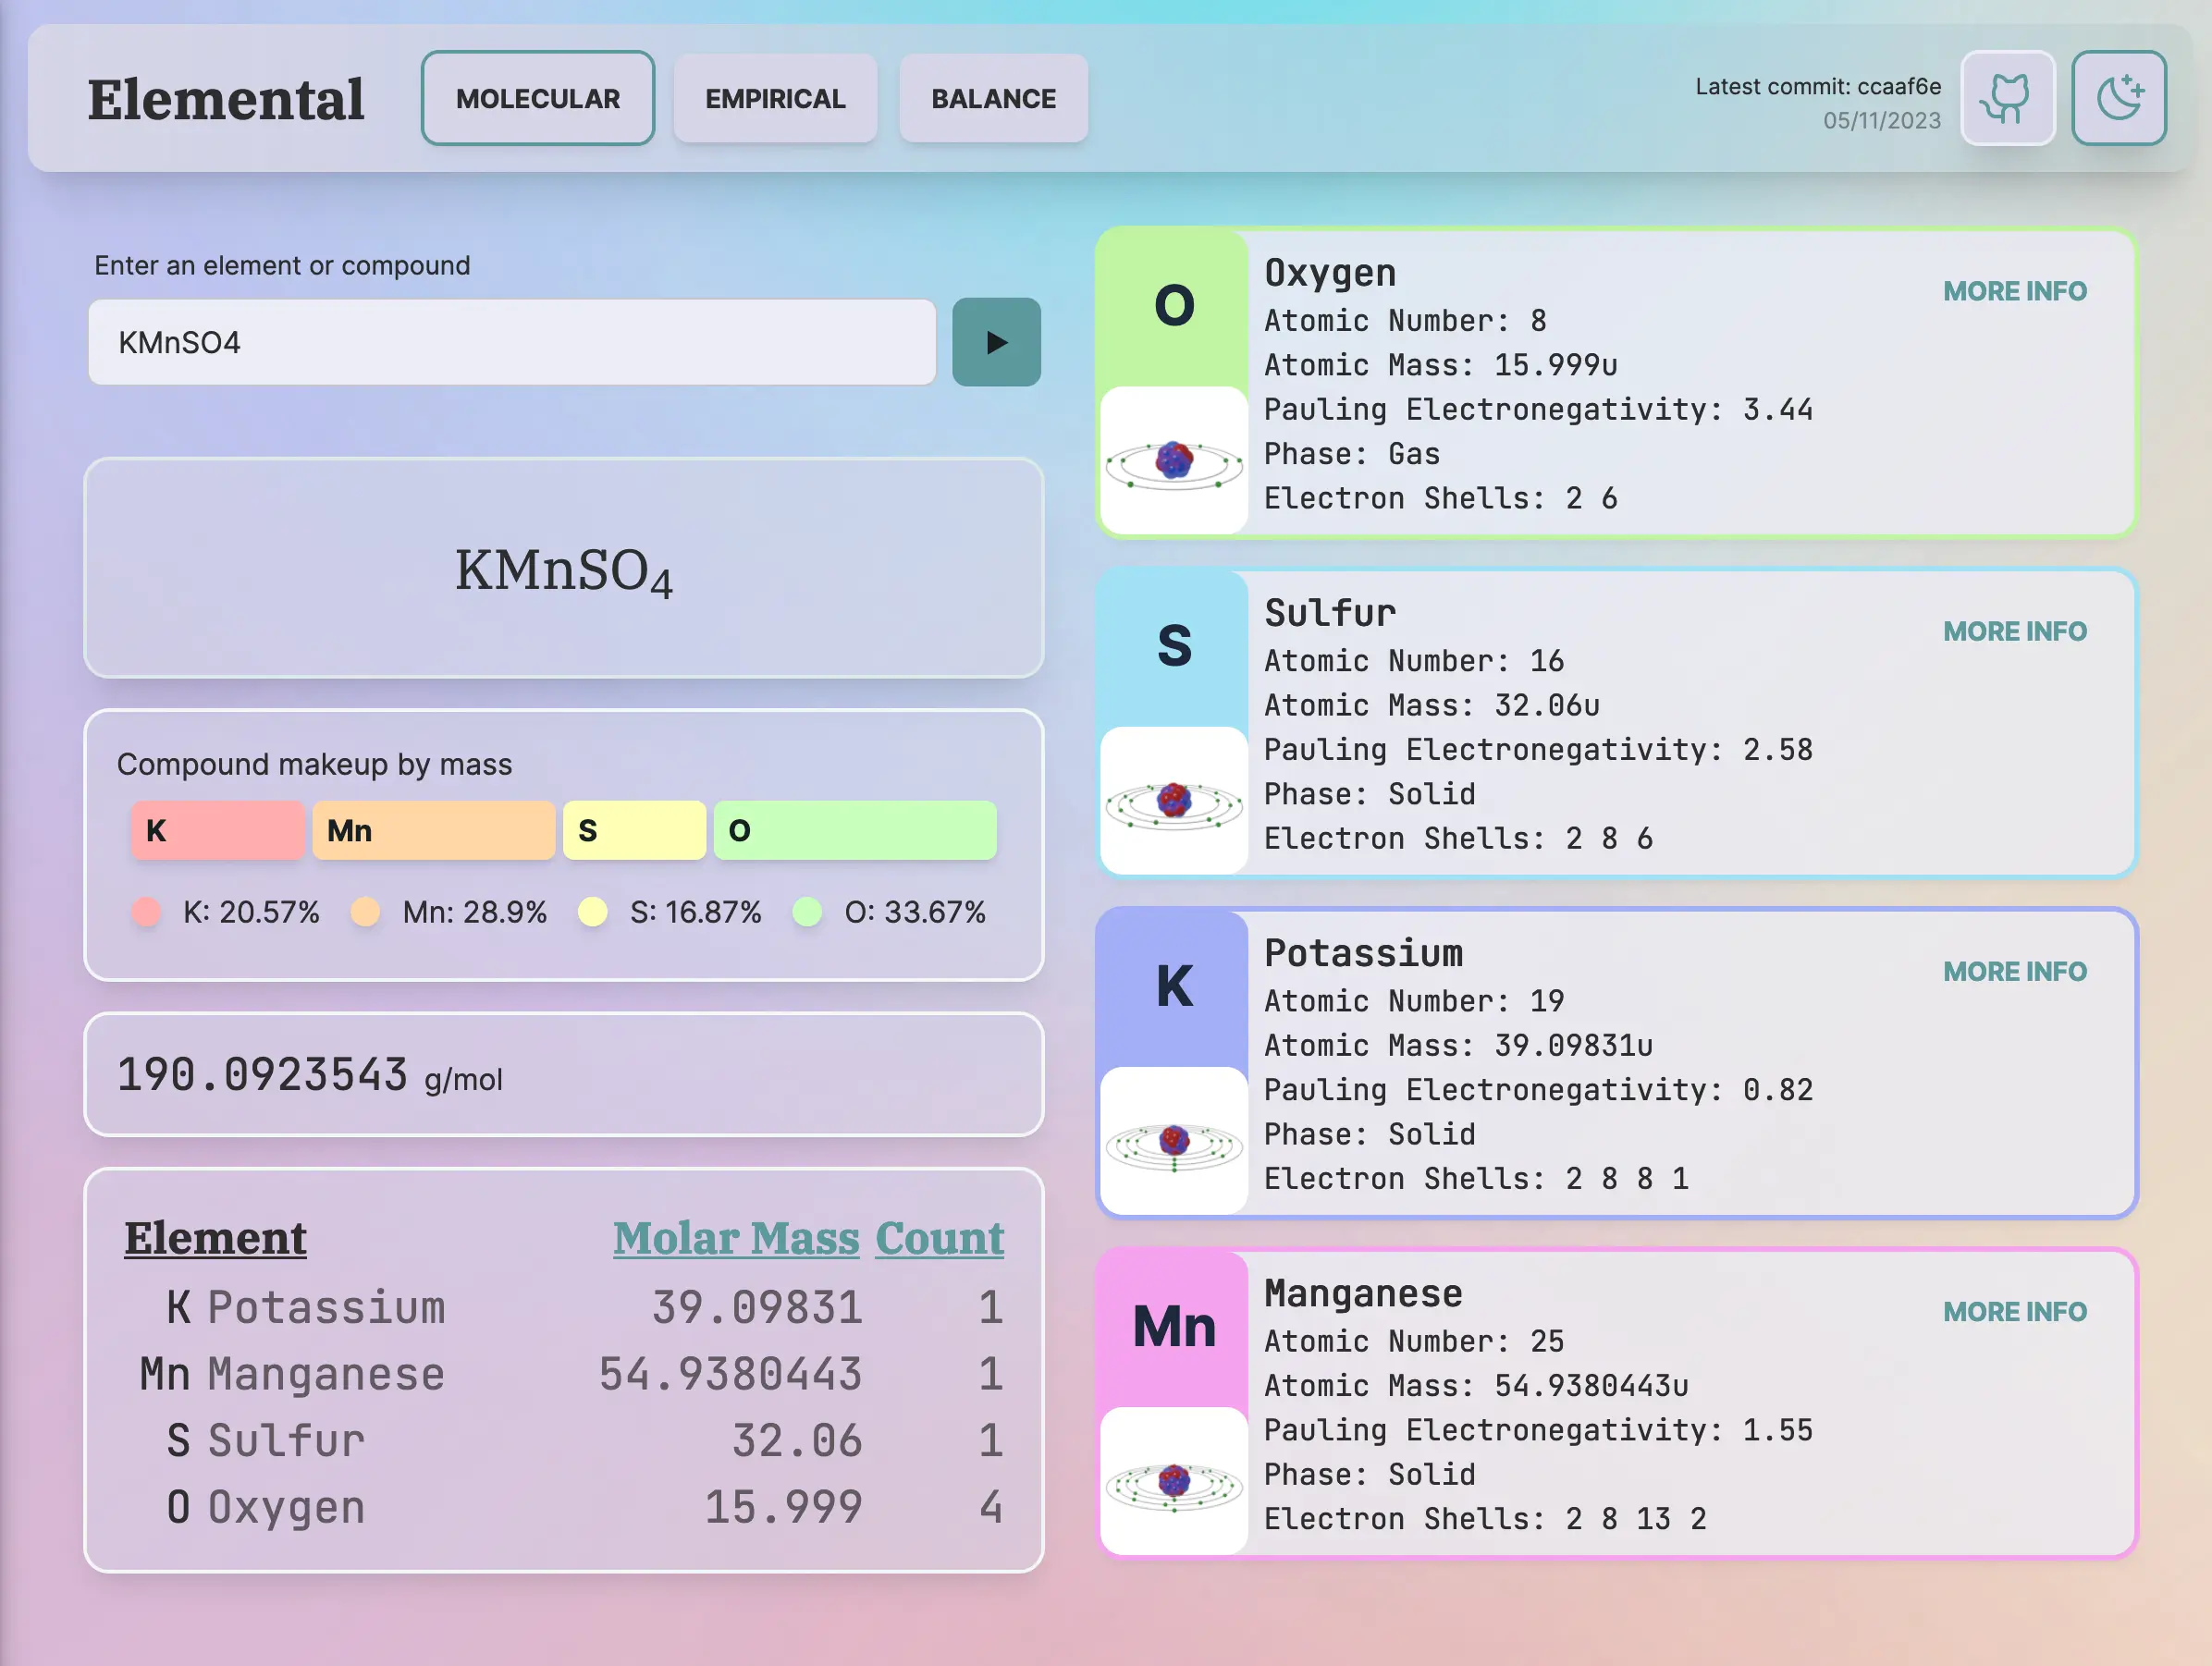 Elemental
MOLECULAR
EMPIRICAL
BALANCE
Latest commit: ccaaf6e
05/11/2023
Enter an element or compound
KMnSO4
KMnSO₄
Compound makeup by mass
K Mn S O
K: 20.57% Mn: 28.9% S: 16.87% O: 33.67%
190.0923543 g/mol
Element Molar Mass Count
K Potassium 39.09831 1
Mn Manganese 54.9380443 1
S Sulfur 32.06 1
O Oxygen 15.999 4
O
Oxygen
MORE INFO
Atomic Number: 8
Atomic Mass: 15.999u
Pauling Electronegativity: 3.44
Phase: Gas
Electron Shells: 2 6
S
Sulfur
MORE INFO
Atomic Number: 16
Atomic Mass: 32.06u
Pauling Electronegativity: 2.58
Phase: Solid
Electron Shells: 2 8 6
K
Potassium
MORE INFO
Atomic Number: 19
Atomic Mass: 39.09831u
Pauling Electronegativity: 0.82
Phase: Solid
Electron Shells: 2 8 8 1
Mn
Manganese
MORE INFO
Atomic Number: 25
Atomic Mass: 54.9380443u
Pauling Electronegativity: 1.55
Phase: Solid
Electron Shells: 2 8 13 2